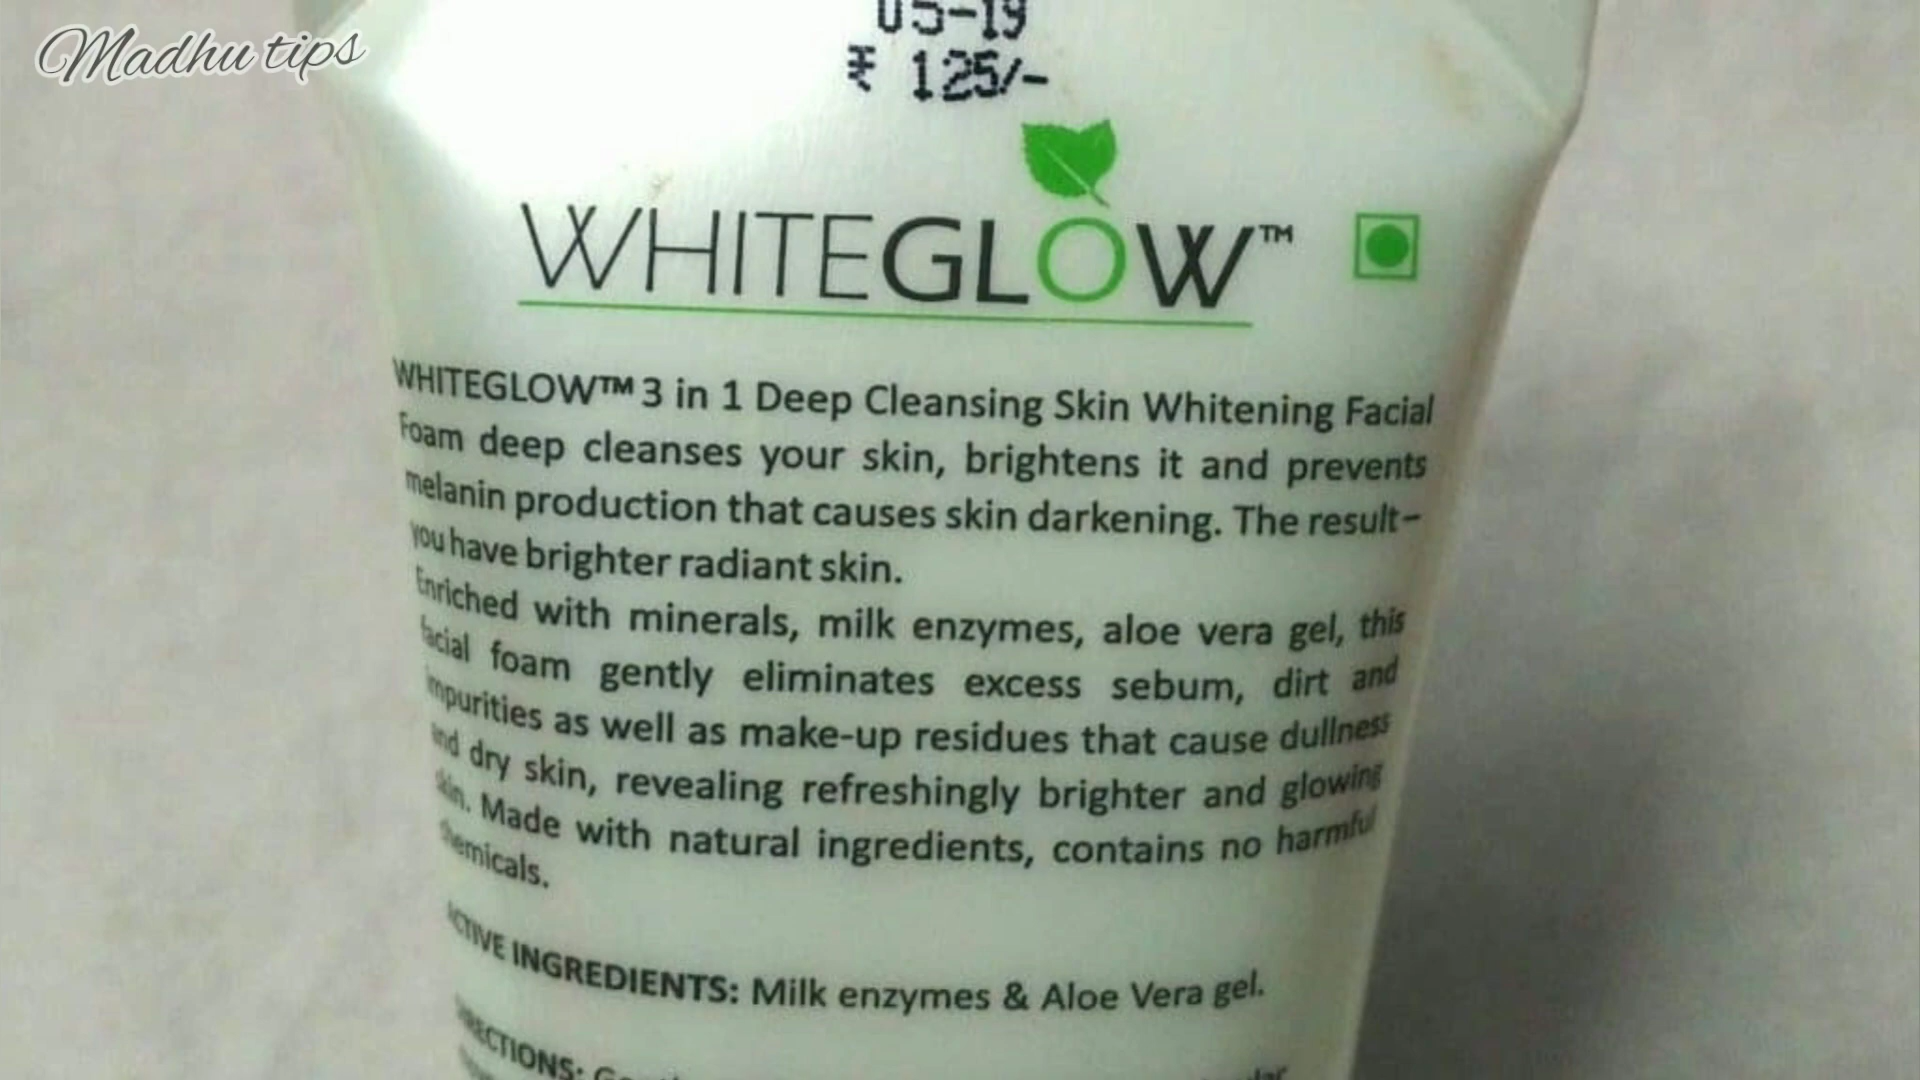 Madhu tips
05-19
₹ 125/-
WHITEGLOW™
WHITEGLOW™ 3 in 1 Deep Cleansing Skin Whitening Facial
Foam deep cleanses your skin, brightens it and prevents
melanin production that causes skin darkening. The result-
you have brighter radiant skin.
Enriched with minerals, milk enzymes, aloe vera gel, this
facial foam gently eliminates excess sebum, dirt and
impurities as well as make-up residues that cause dullness
and dry skin, revealing refreshingly brighter and glowing
skin. Made with natural ingredients, contains no harmful
chemicals.
ACTIVE INGREDIENTS: Milk enzymes & Aloe Vera gel.
DIRECTIONS: